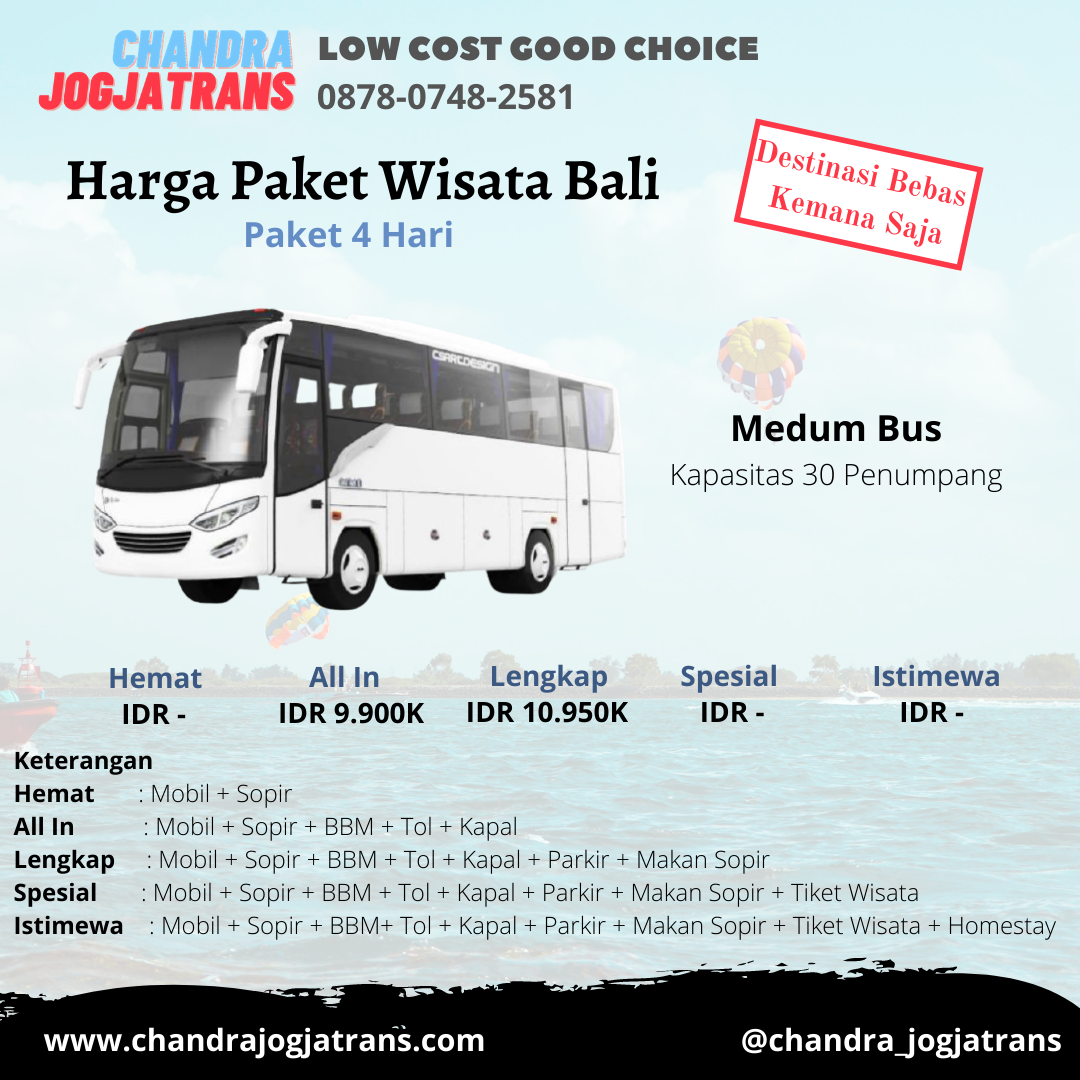 CHANDRA
JOGJATRANS
LOW COST GOOD CHOICE
0878-0748-2581
Harga Paket Wisata Bali
Paket 4 Hari
Destinasi Bebas
Kemana Saja
CSARTDESIGN
Medum Bus
Kapasitas 30 Penumpang
Hemat All In Lengkap Spesial Istimewa
IDR - IDR 9.900K IDR 10.950K IDR - IDR -
Keterangan
Hemat : Mobil + Sopir
All In : Mobil + Sopir + BBM + Tol + Kapal
Lengkap : Mobil + Sopir + BBM + Tol + Kapal + Parkir + Makan Sopir
Spesial : Mobil + Sopir + BBM + Tol + Kapal + Parkir + Makan Sopir + Tiket Wisata
Istimewa : Mobil + Sopir + BBM+ Tol + Kapal + Parkir + Makan Sopir + Tiket Wisata + Homestay
www.chandrajogjatrans.com
@chandra_jogjatrans